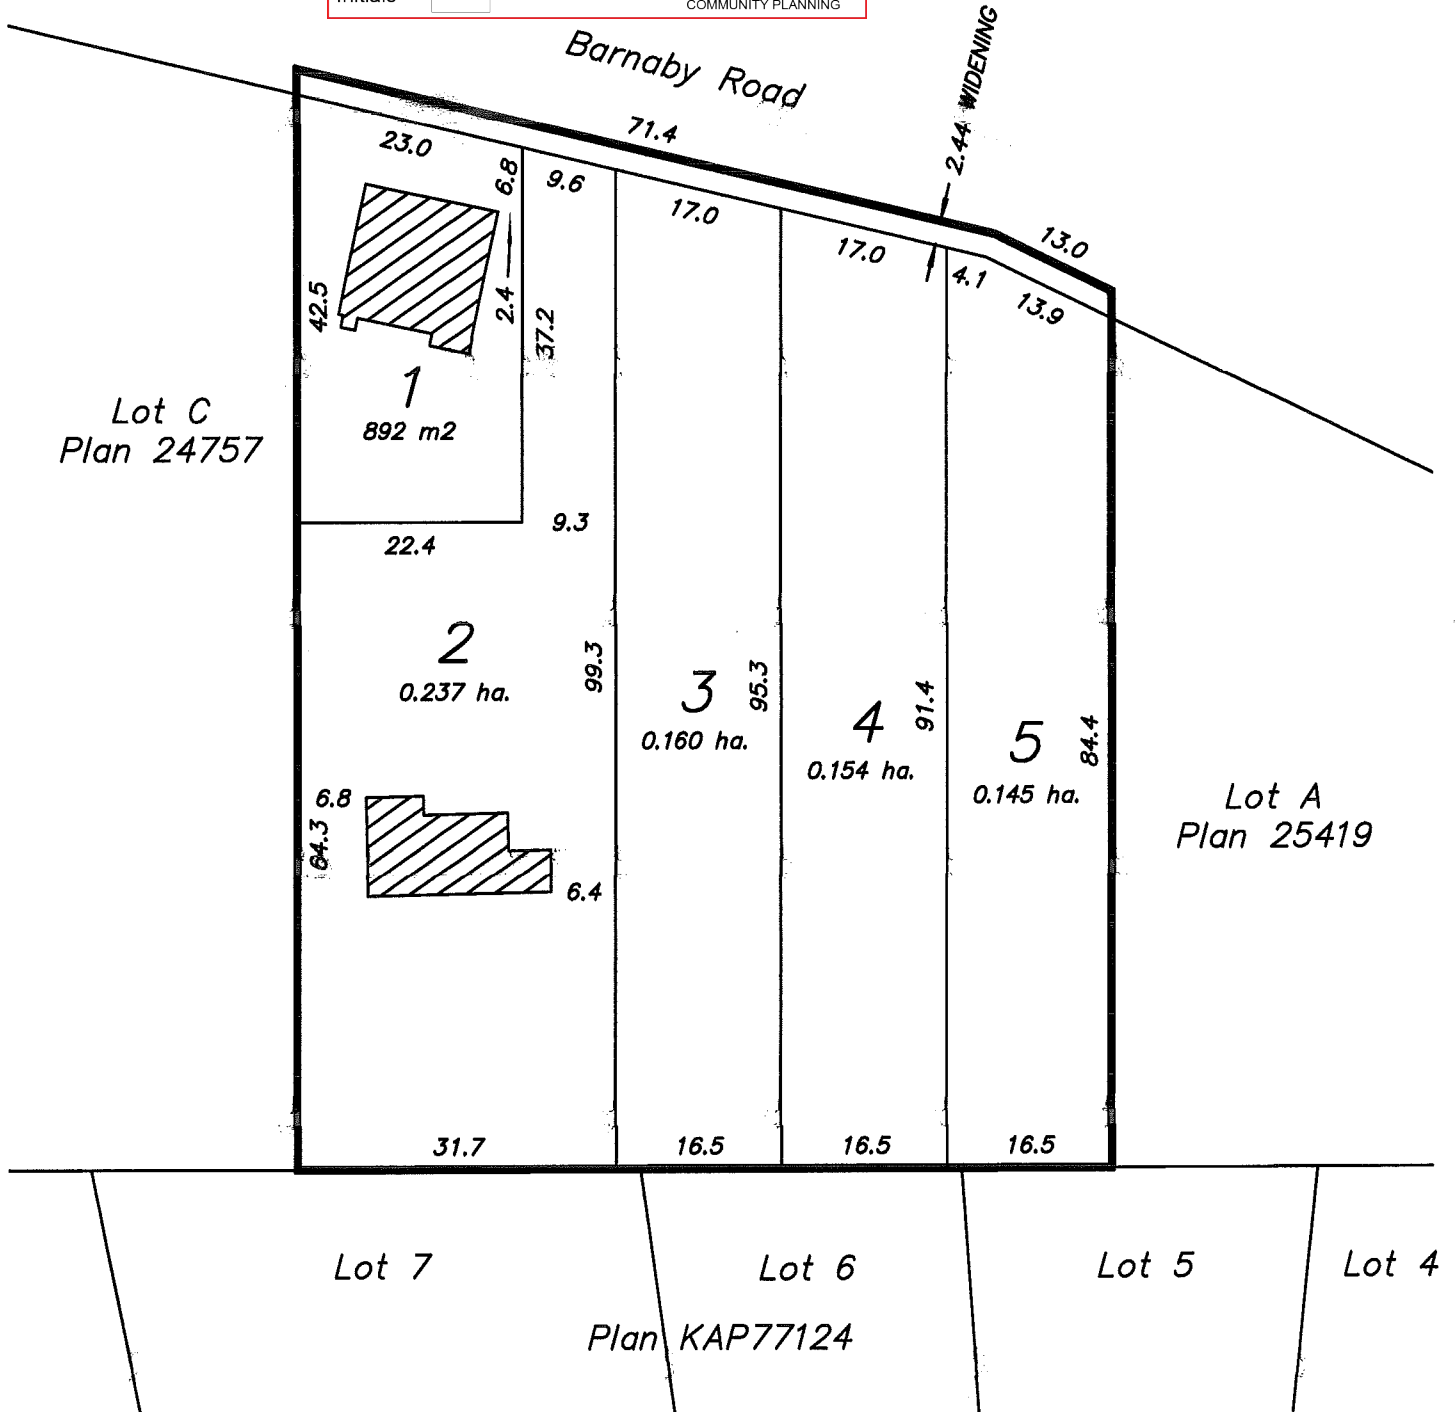 Initials
COMMUNITY PLANNING
Barnaby Road
2.44 WIDENING
71.4
23.0
6.8
9.6
17.0
17.0
13.0
4.1
13.9
42.5
2.4
37.2
1
892 m2
Lot C
Plan 24757
9.3
22.4
2
0.237 ha.
99.3
3
0.160 ha.
95.3
4
0.154 ha.
91.4
5
0.145 ha.
84.4
6.8
64.3
6.4
Lot A
Plan 25419
31.7
16.5
16.5
16.5
Lot 7
Lot 6
Lot 5
Lot 4
Plan KAP77124